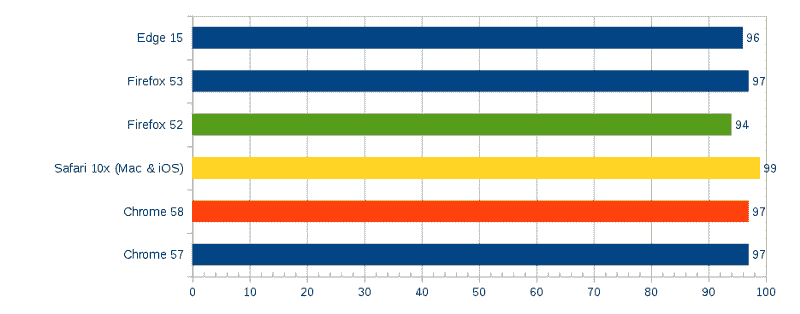 Edge 15 96
Firefox 53 97
Firefox 52 94
Safari 10x (Mac & iOS) 99
Chrome 58 97
Chrome 57 97
0 10 20 30 40 50 60 70 80 90 100